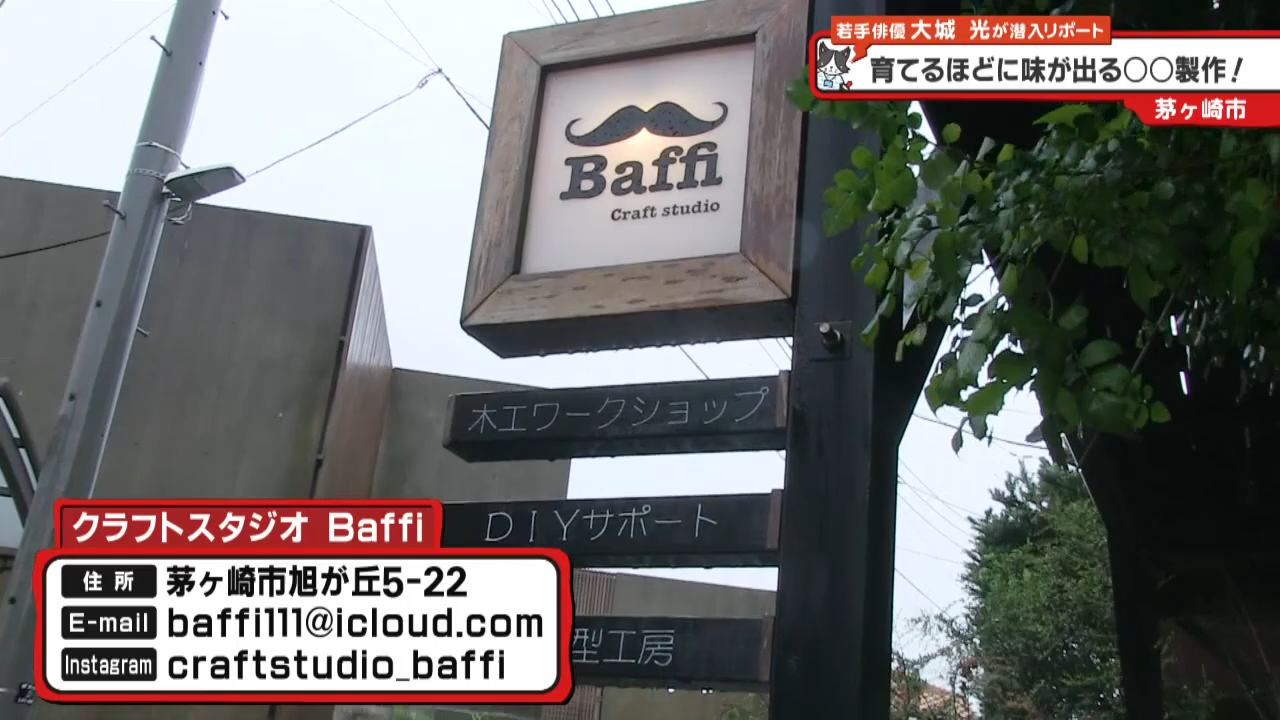 若手俳優 大城 光が潜入リポート
育てるほどに味が出る○○製作!
茅ヶ崎市
Baffi
Craft studio
木工ワークショップ
DIYサポート
型工房
クラフトスタジオ Baffi
住所 茅ヶ崎市旭が丘5-22
E-mail baffi111@icloud.com
Instagram craftstudio_baffi